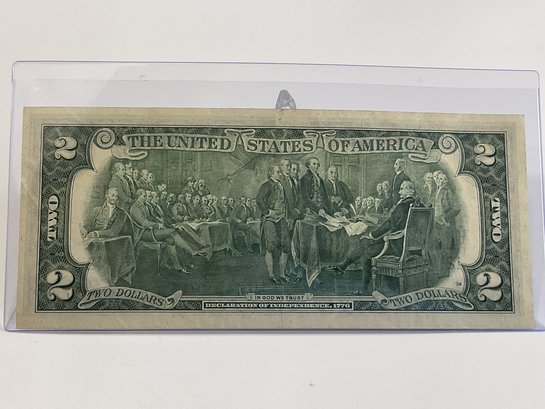 2 THE UNITED STATES OF AMERICA 2
TWO TWO
2 TWO DOLLARS IN GOD WE TRUST TWO DOLLARS 2
DECLARATION OF INDEPENDENCE, 1776